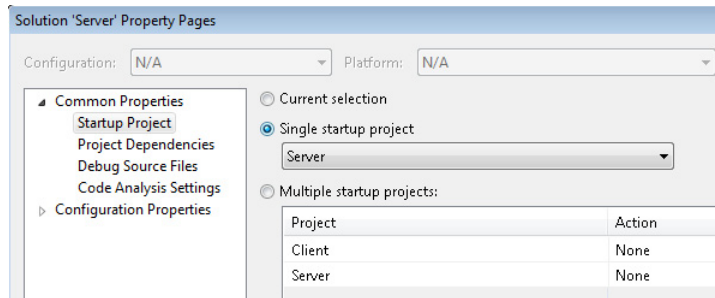 Solution 'Server' Property Pages
Configuration: N/A Platform: N/A
Common Properties
Startup Project
Project Dependencies
Debug Source Files
Code Analysis Settings
Configuration Properties
Current selection
Single startup project
Server
Multiple startup projects:
Project Action
Client None
Server None